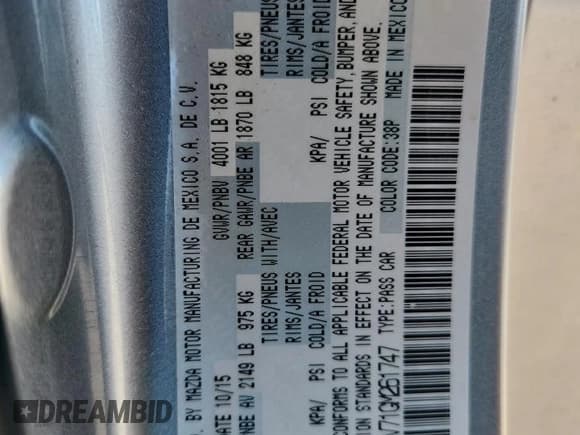 . BY MAZDA MOTOR MANUFACTURING DE MEXICO S.A. DE C.V.
DATE 10/15 GVWR/PNBV 4001 LB 1815 KG
NBE AV 2149 LB 975 KG REAR GAWR/PNBE AR 1870 LB 848 KG
TIRES/PNEUS WITH/AVEC TIRES/PNEUS
RIMS/JANTES RIMS/JANTES
KPA/ PSI COLD/A FROID KPA/ PSI COLD/A FROID
CONFORMS TO ALL APPLICABLE FEDERAL MOTOR VEHICLE SAFETY, BUMPER, AND
ION STANDARDS IN EFFECT ON THE DATE OF MANUFACTURE SHOWN ABOVE.
V71GM261747 TYPE:PASS CAR COLOR CODE:38P MADE IN MEXICO
DREAMBID